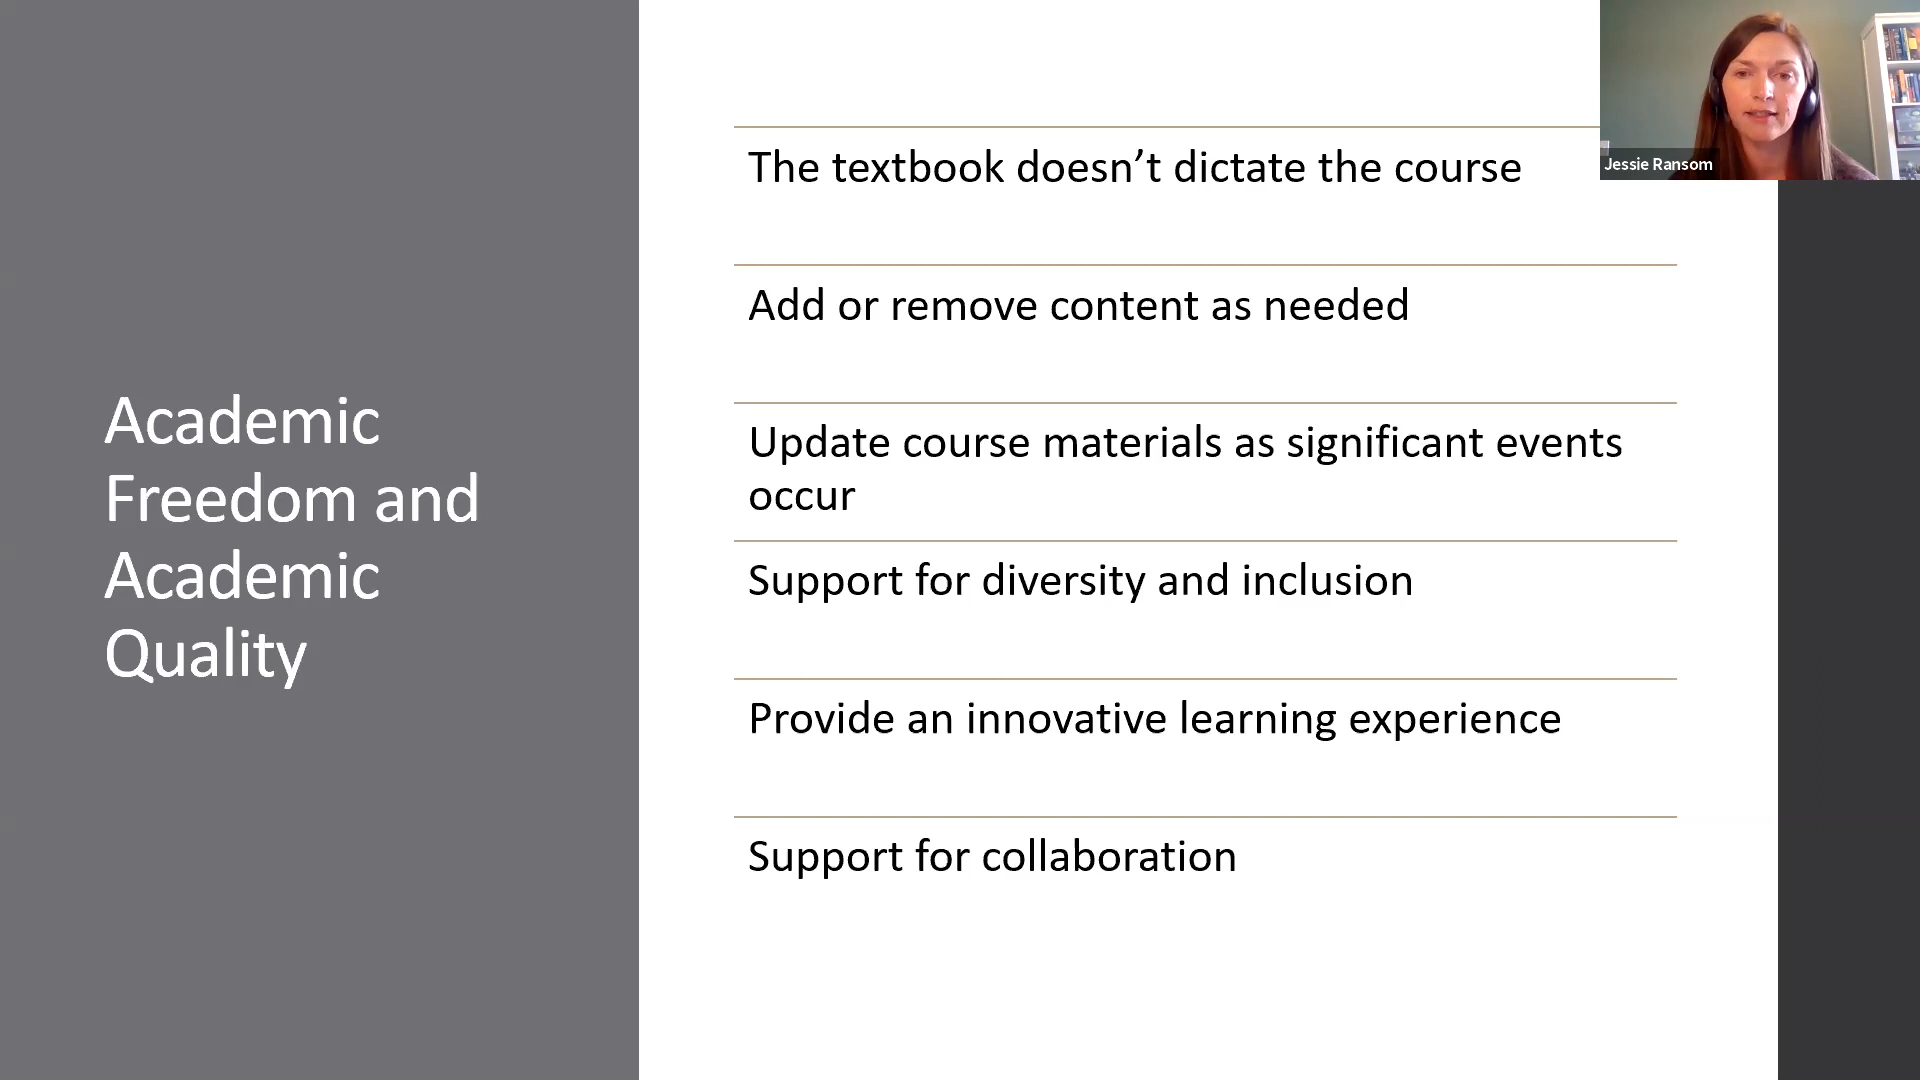 Academic
Freedom and
Academic
Quality
The textbook doesn’t dictate the course
Add or remove content as needed
Update course materials as significant events
occur
Support for diversity and inclusion
Provide an innovative learning experience
Support for collaboration
Jessie Ransom